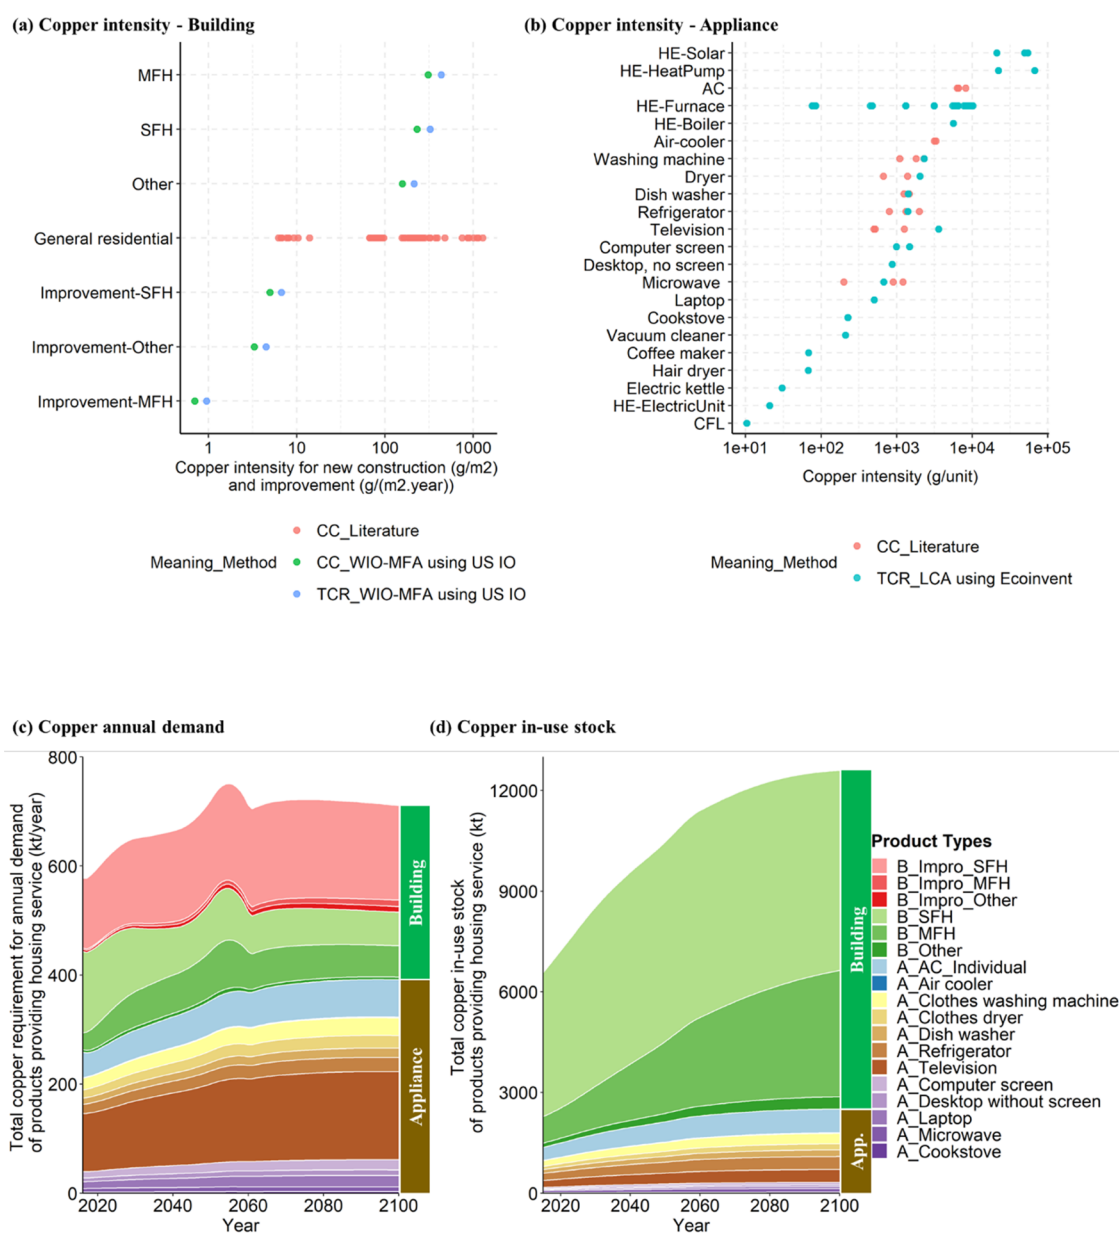 (a) Copper intensity - Building
MFH
SFH
Other
General residential
Improvement-SFH
Improvement-Other
Improvement-MFH
1 10 100 1000
Copper intensity for new construction (g/m2)
and improvement (g/(m2.year))
Meaning_Method
CC_Literature
CC_WIO-MFA using US IO
TCR_WIO-MFA using US IO
(b) Copper intensity - Appliance
HE-Solar
HE-HeatPump
AC
HE-Furnace
HE-Boiler
Air-cooler
Washing machine
Dryer
Dish washer
Refrigerator
Television
Computer screen
Desktop, no screen
Microwave
Laptop
Cookstove
Vacuum cleaner
Coffee maker
Hair dryer
Electric kettle
HE-ElectricUnit
CFL
1e+01 1e+02 1e+03 1e+04 1e+05
Copper intensity (g/unit)
Meaning_Method
CC_Literature
TCR_LCA using Ecoinvent
(c) Copper annual demand
Total copper requirement for annual demand
of products providing housing service (kt/year)
800
600
400
200
0
Building
Appliance
2020 2040 2060 2080 2100
Year
(d) Copper in-use stock
Total copper in-use stock
of products providing housing service (kt)
12000
9000
6000
3000
0
Building
App.
2020 2040 2060 2080 2100
Year
Product Types
B_Impro_SFH
B_Impro_MFH
B_Impro_Other
B_SFH
B_MFH
B_Other
A_AC_Individual
A_Air cooler
A_Clothes washing machine
A_Clothes dryer
A_Dish washer
A_Refrigerator
A_Television
A_Computer screen
A_Desktop without screen
A_Laptop
A_Microwave
A_Cookstove